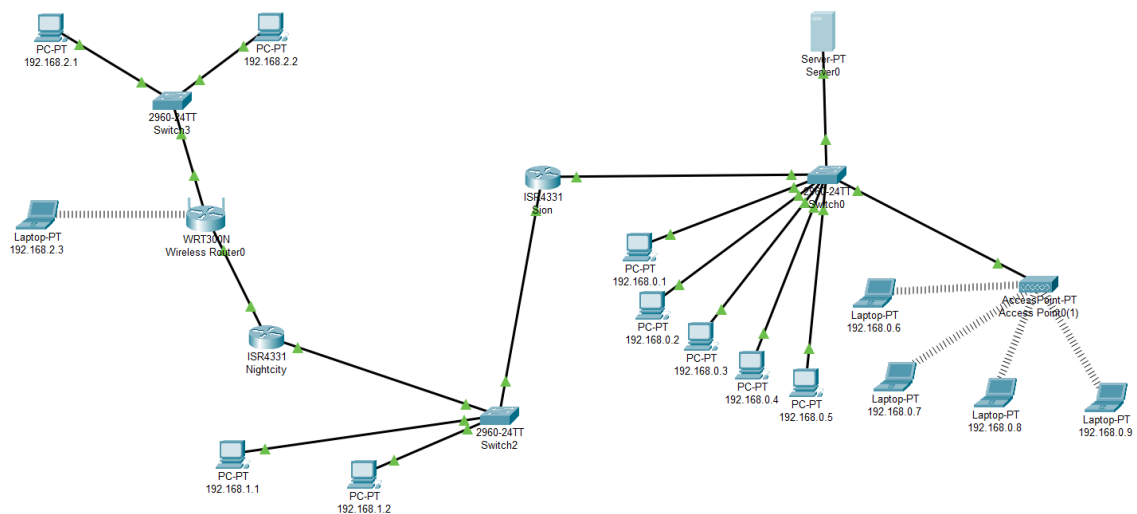 PC-PT
192.168.2.1
PC-PT
192.168.2.2
2960-24TT
Switch3
Laptop-PT
192.168.2.3
WRT300N
Wireless Router0
ISR4331
Nightcity
PC-PT
192.168.1.1
PC-PT
192.168.1.2
2960-24TT
Switch2
ISR4331
Sion
Server-PT
Server0
2960-24TT
Switch0
PC-PT
192.168.0.1
PC-PT
192.168.0.2
PC-PT
192.168.0.3
PC-PT
192.168.0.4
PC-PT
192.168.0.5
AccessPoint-PT
Access Point0(1)
Laptop-PT
192.168.0.6
Laptop-PT
192.168.0.7
Laptop-PT
192.168.0.8
Laptop-PT
192.168.0.9